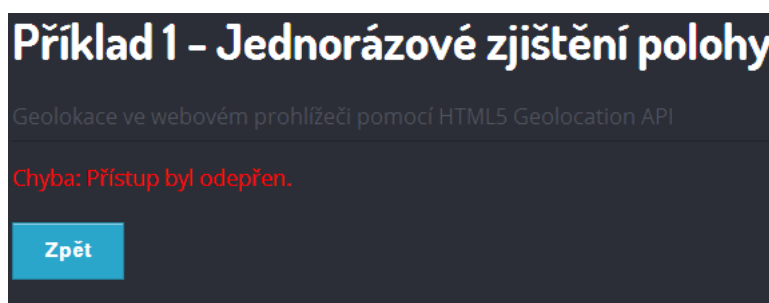 Příklad 1 - Jednorázové zjištění polohy
Geolokace ve webovém prohlížeči pomocí HTML5 Geolocation API
Chyba: Přístup byl odepřen.
Zpět